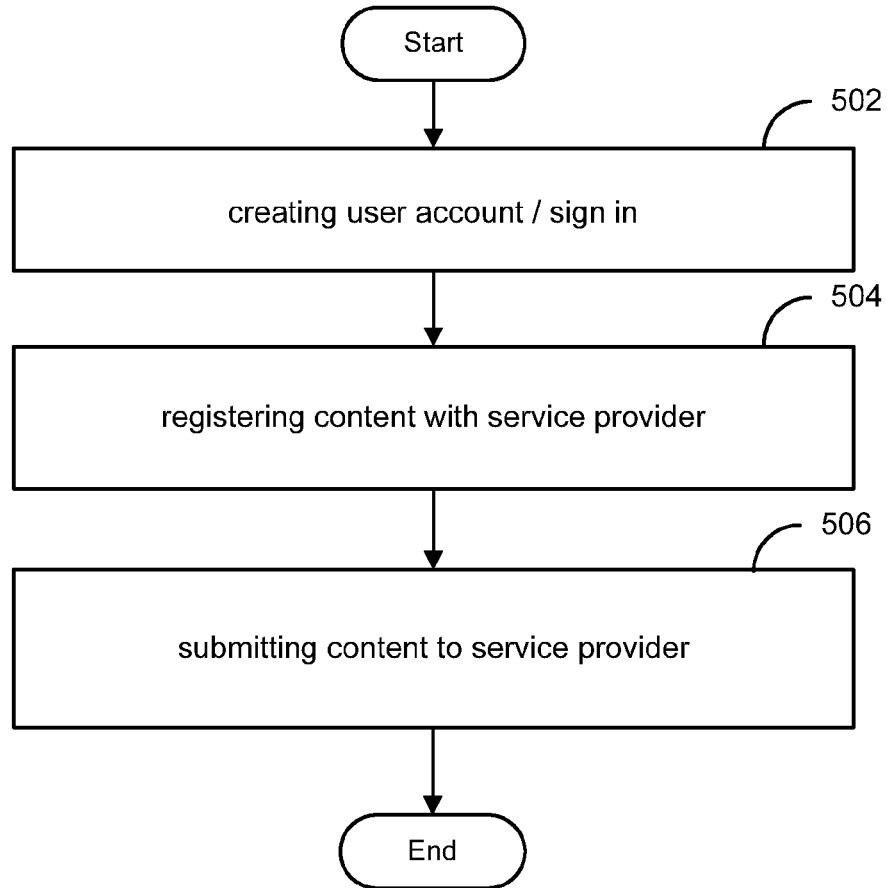 Start
502
creating user account / sign in
504
registering content with service provider
506
submitting content to service provider
End